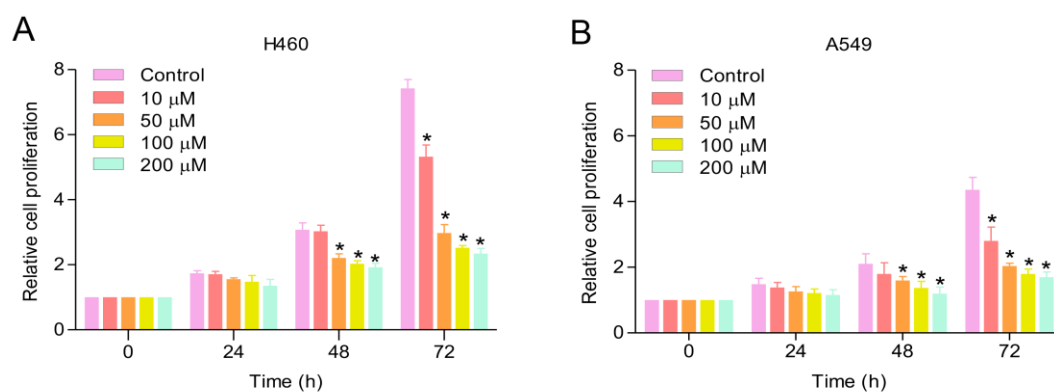 A
H460
Relative cell proliferation
8
6
4
2
0
Control
10 μM
50 μM
100 μM
200 μM
*
*
*
*
*
*
*
0
24
48
72
Time (h)
B
A549
Relative cell proliferation
8
6
4
2
0
Control
10 μM
50 μM
100 μM
200 μM
*
*
*
*
*
*
*
0
24
48
72
Time (h)